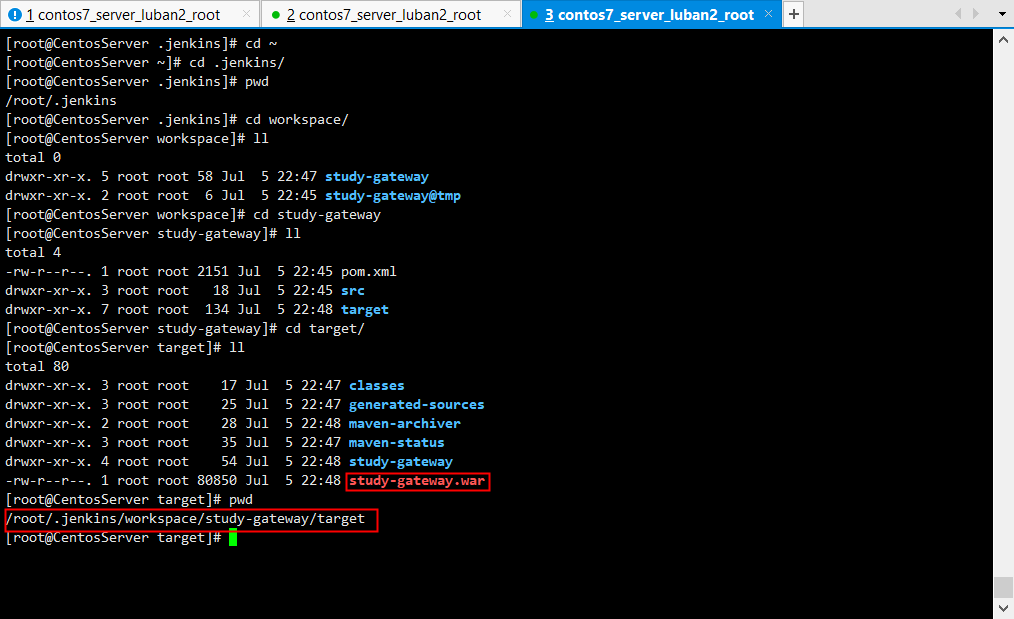 1 contos7_server_luban2_root × 2 contos7_server_luban2_root × 3 contos7_server_luban2_root × +
[root@CentosServer .jenkins]# cd ~
[root@CentosServer ~]# cd .jenkins/
[root@CentosServer .jenkins]# pwd
/root/.jenkins
[root@CentosServer .jenkins]# cd workspace/
[root@CentosServer workspace]# ll
total 0
drwxr-xr-x. 5 root root 58 Jul  5 22:47 study-gateway
drwxr-xr-x. 2 root root  6 Jul  5 22:45 study-gateway@tmp
[root@CentosServer workspace]# cd study-gateway
[root@CentosServer study-gateway]# ll
total 4
-rw-r--r--. 1 root root 2151 Jul  5 22:45 pom.xml
drwxr-xr-x. 3 root root   18 Jul  5 22:45 src
drwxr-xr-x. 7 root root  134 Jul  5 22:48 target
[root@CentosServer study-gateway]# cd target/
[root@CentosServer target]# ll
total 80
drwxr-xr-x. 3 root root    17 Jul  5 22:47 classes
drwxr-xr-x. 3 root root    25 Jul  5 22:47 generated-sources
drwxr-xr-x. 2 root root    28 Jul  5 22:48 maven-archiver
drwxr-xr-x. 3 root root    35 Jul  5 22:47 maven-status
drwxr-xr-x. 4 root root    54 Jul  5 22:48 study-gateway
-rw-r--r--. 1 root root 80850 Jul  5 22:48 study-gateway.war
[root@CentosServer target]# pwd
/root/.jenkins/workspace/study-gateway/target
[root@CentosServer target]#